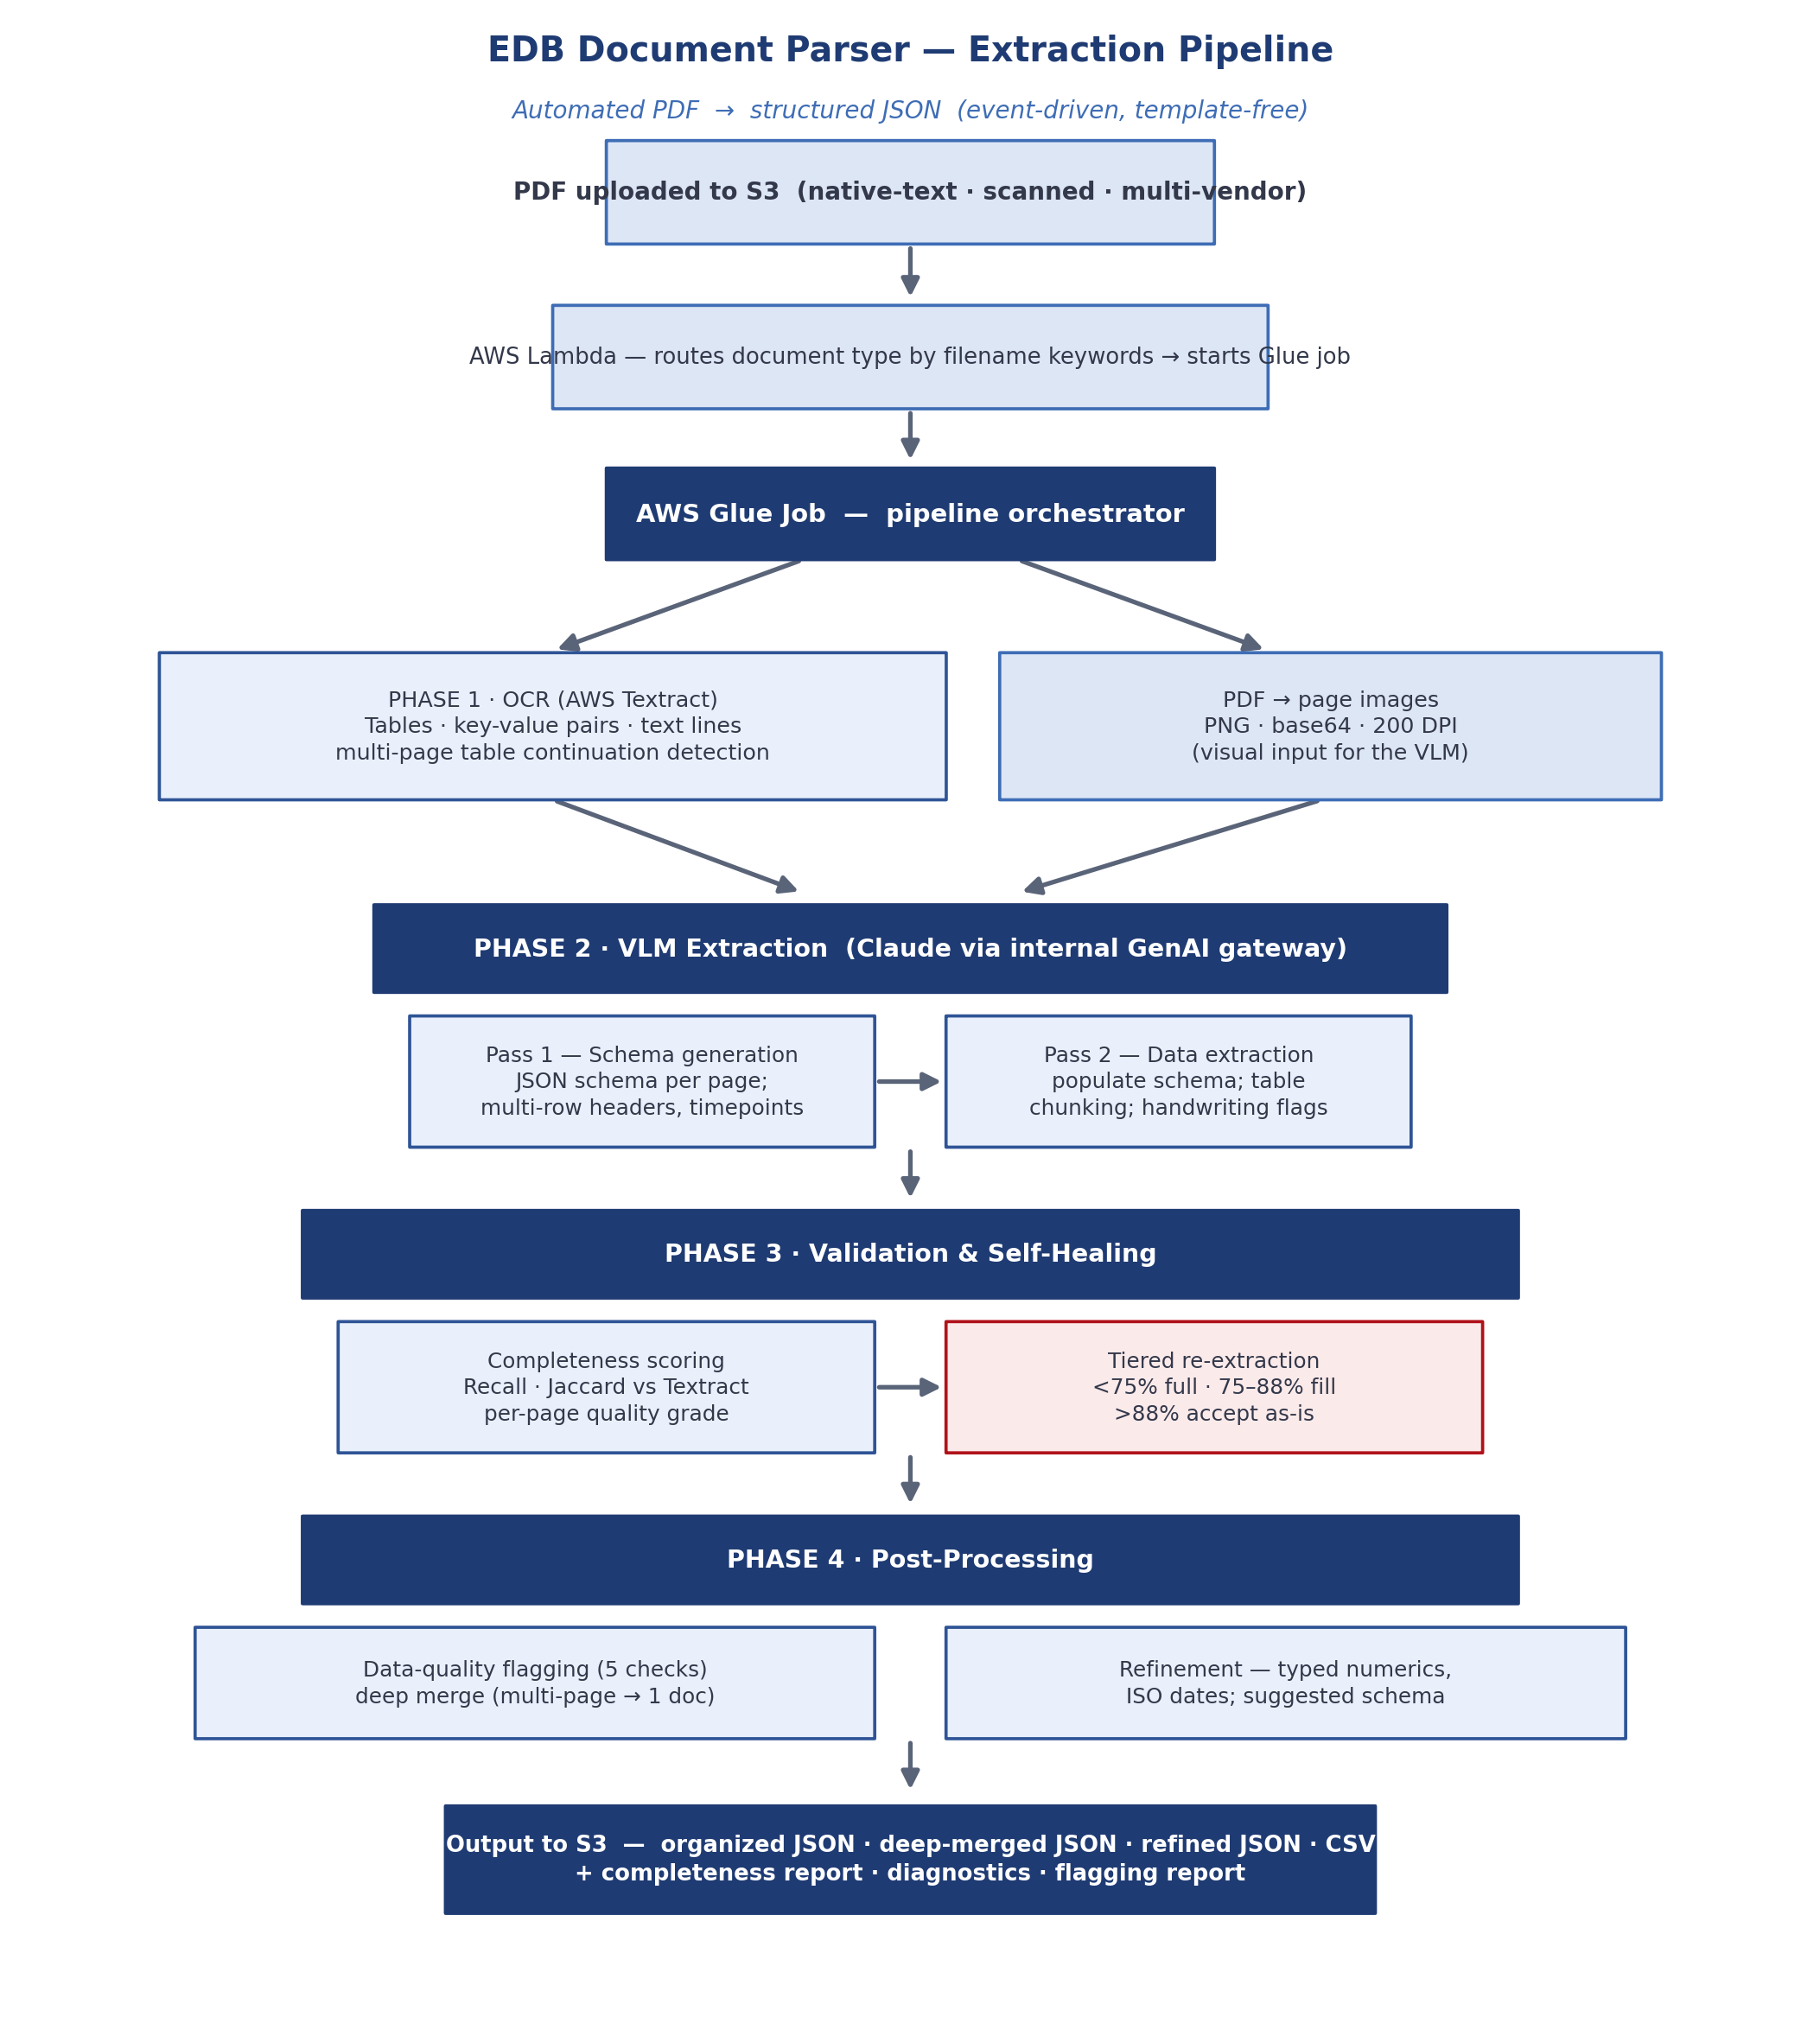 EDB Document Parser — Extraction Pipeline
Automated PDF → structured JSON (event-driven, template-free)
PDF uploaded to S3 (native-text · scanned · multi-vendor)
AWS Lambda — routes document type by filename keywords → starts Glue job
AWS Glue Job — pipeline orchestrator
PHASE 1 · OCR (AWS Textract)
Tables · key-value pairs · text lines
multi-page table continuation detection
PDF → page images
PNG · base64 · 200 DPI
(visual input for the VLM)
PHASE 2 · VLM Extraction (Claude via internal GenAI gateway)
Pass 1 — Schema generation
JSON schema per page;
multi-row headers, timepoints
Pass 2 — Data extraction
populate schema; table
chunking; handwriting flags
PHASE 3 · Validation & Self-Healing
Completeness scoring
Recall · Jaccard vs Textract
per-page quality grade
Tiered re-extraction
<75% full · 75–88% fill
>88% accept as-is
PHASE 4 · Post-Processing
Data-quality flagging (5 checks)
deep merge (multi-page → 1 doc)
Refinement — typed numerics,
ISO dates; suggested schema
Output to S3 — organized JSON · deep-merged JSON · refined JSON · CSV
+ completeness report · diagnostics · flagging report